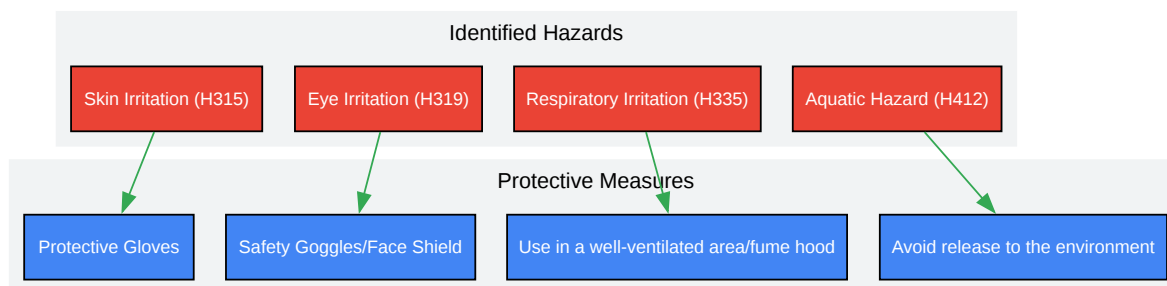 Identified Hazards
Skin Irritation (H315)
Eye Irritation (H319)
Respiratory Irritation (H335)
Aquatic Hazard (H412)
Protective Measures
Protective Gloves
Safety Goggles/Face Shield
Use in a well-ventilated area/fume hood
Avoid release to the environment